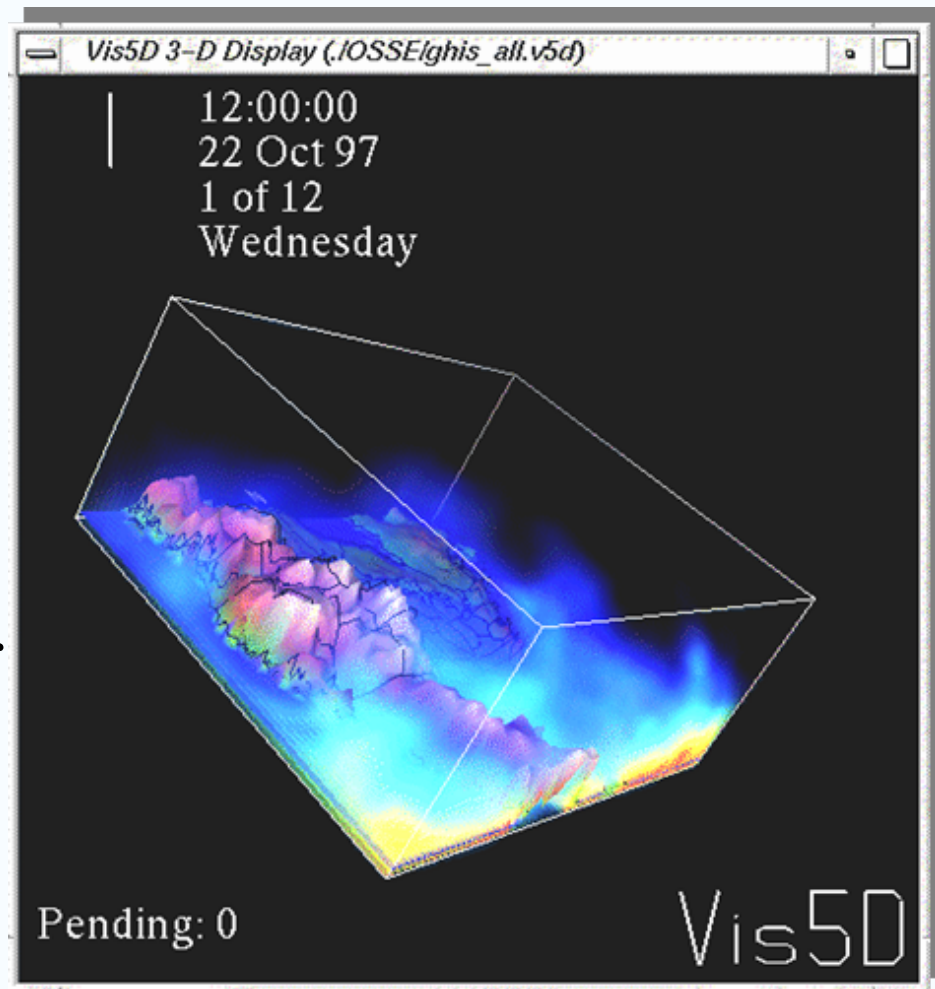 Vis5D 3-D Display (./OSSE/ghis_all.v5d)
12:00:00
22 Oct 97
1 of 12
Wednesday
Pending: 0
Vis5D